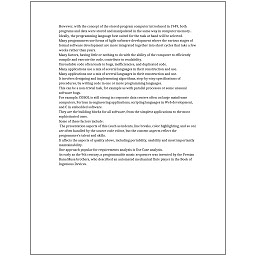 However, with the concept of the stored-program computer introduced in 1949, both
programs and data were stored and manipulated in the same way in computer memory.
Ideally, the programming language best suited for the task at hand will be selected.
Many programmers use forms of Agile software development where the various stages of
formal software development are more integrated together into short cycles that take a few
weeks rather than years.
Many factors, having little or nothing to do with the ability of the computer to efficiently
compile and execute the code, contribute to readability.
Unreadable code often leads to bugs, inefficiencies, and duplicated code.
Many applications use a mix of several languages in their construction and use.
Many applications use a mix of several languages in their construction and use.
It involves designing and implementing algorithms, step-by-step specifications of
procedures, by writing code in one or more programming languages.
This can be a non-trivial task, for example as with parallel processes or some unusual
software bugs.
For example, COBOL is still strong in corporate data centers often on large mainframe
computers, Fortran in engineering applications, scripting languages in Web development,
and C in embedded software.
They are the building blocks for all software, from the simplest applications to the most
sophisticated ones.
Some of these factors include:
The presentation aspects of this (such as indents, line breaks, color highlighting, and so on)
are often handled by the source code editor, but the content aspects reflect the
programmer's talent and skills.
It affects the aspects of quality above, including portability, usability and most importantly
maintainability.
One approach popular for requirements analysis is Use Case analysis.
As early as the 9th century, a programmable music sequencer was invented by the Persian
Banu Musa brothers, who described an automated mechanical flute player in the Book of
Ingenious Devices.